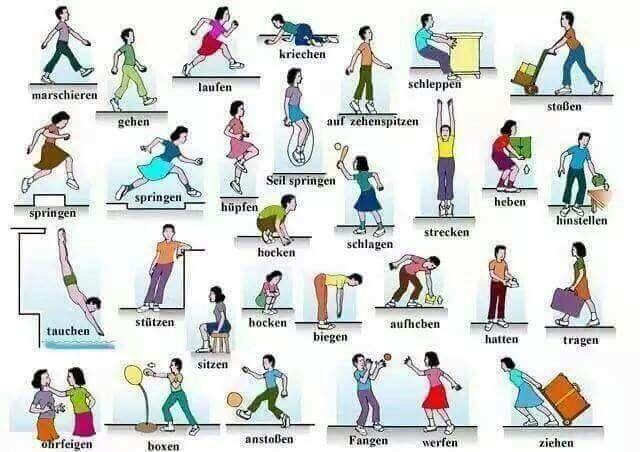 marschieren
gehen
laufen
kriechen
auf zehenspitzen
schleppen
stoßen
springen
springen
hüpfen
Seil springen
hocken
schlagen
strecken
heben
hinstellen
tauchen
stützen
sitzen
hocken
biegen
aufheben
hatten
tragen
ohrfeigen
boxen
anstoßen
Fangen
werfen
ziehen